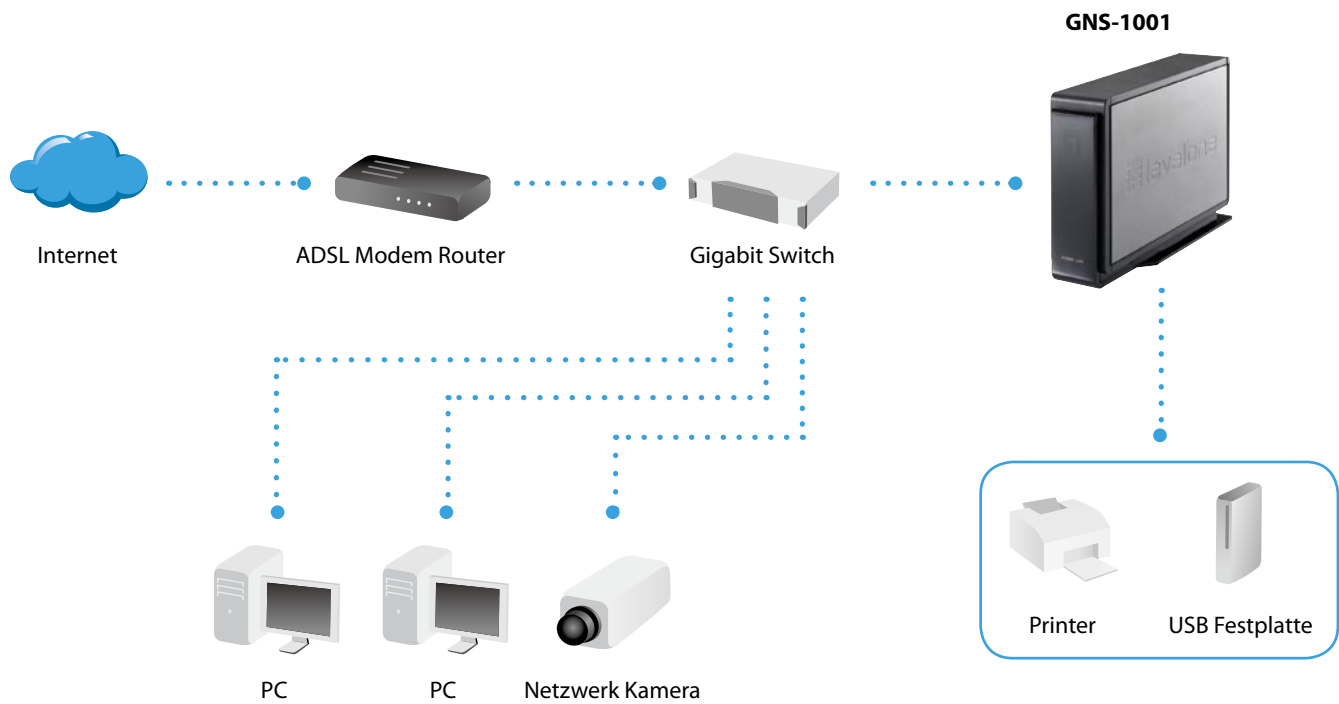 GNS-1001
levelone
Internet
ADSL Modem Router
Gigabit Switch
Printer
USB Festplatte
PC
PC
Netzwerk Kamera